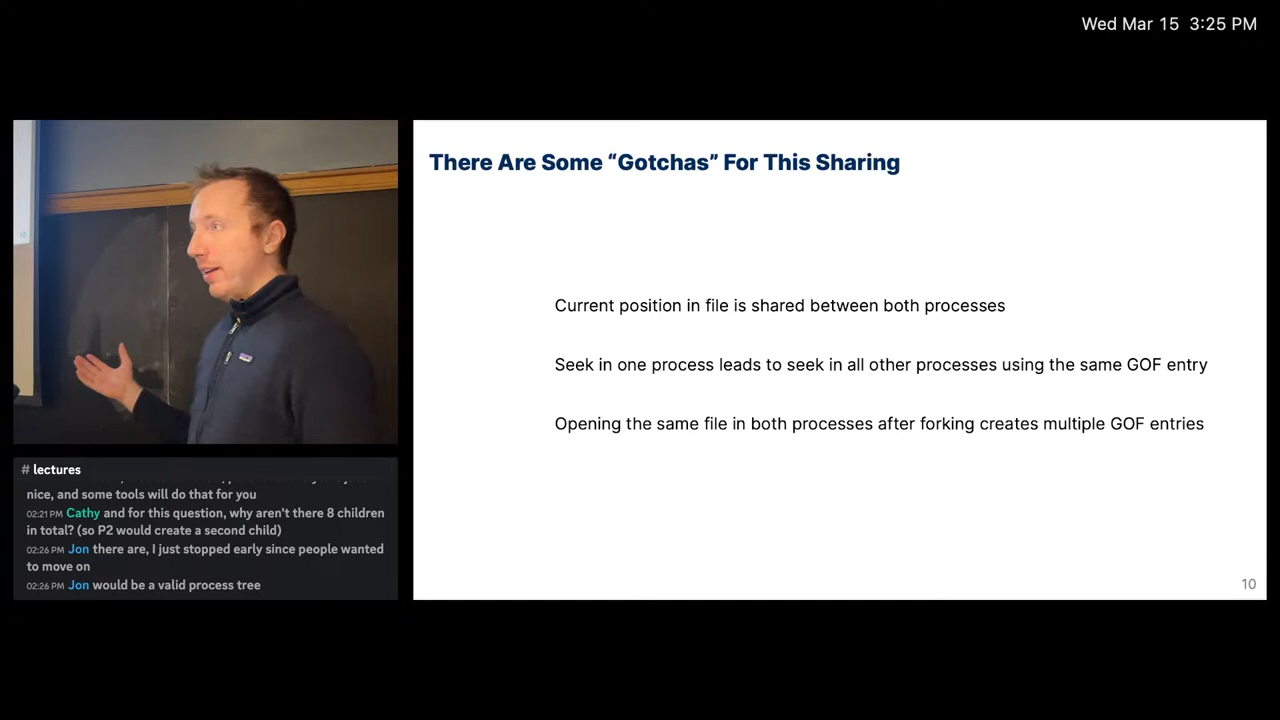 Wed Mar 15 3:25 PM
There Are Some “Gotchas” For This Sharing
Current position in file is shared between both processes
Seek in one process leads to seek in all other processes using the same GOF entry
Opening the same file in both processes after forking creates multiple GOF entries
10
# lectures
nice, and some tools will do that for you
02:21 PM Cathy and for this question, why aren't there 8 children
in total? (so P2 would create a second child)
02:26 PM Jon there are, I just stopped early since people wanted
to move on
02:26 PM Jon would be a valid process tree